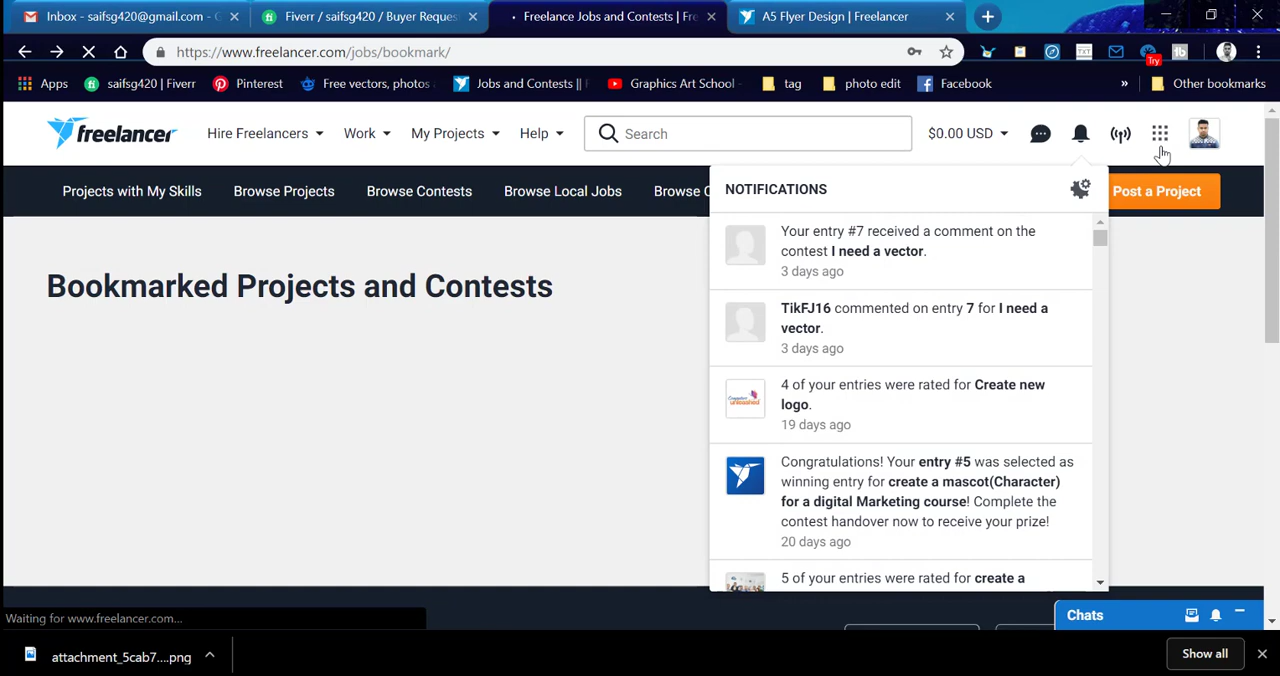 Inbox - saifsg420@gmail.com - G
Fiverr / saifsg420 / Buyer Reques
Freelance Jobs and Contests | Fre
A5 Flyer Design | Freelancer
https://www.freelancer.com/jobs/bookmark/
TXT
Try
Apps
saifsg420 | Fiverr
Pinterest
Free vectors, photos
Jobs and Contests ||
Graphics Art School -
tag
photo edit
Facebook
»
Other bookmarks
freelancer
Hire Freelancers
Work
My Projects
Help
Search
$0.00 USD
Projects with My Skills
Browse Projects
Browse Contests
Browse Local Jobs
Browse C
Post a Project
NOTIFICATIONS
Bookmarked Projects and Contests
Your entry #7 received a comment on the
contest I need a vector.
3 days ago
TikFJ16 commented on entry 7 for I need a
vector.
3 days ago
4 of your entries were rated for Create new
logo.
19 days ago
Congratulations! Your entry #5 was selected as
winning entry for create a mascot(Character)
for a digital Marketing course! Complete the
contest handover now to receive your prize!
20 days ago
5 of your entries were rated for create a
Waiting for www.freelancer.com...
Chats
attachment_5cab7....png
Show all